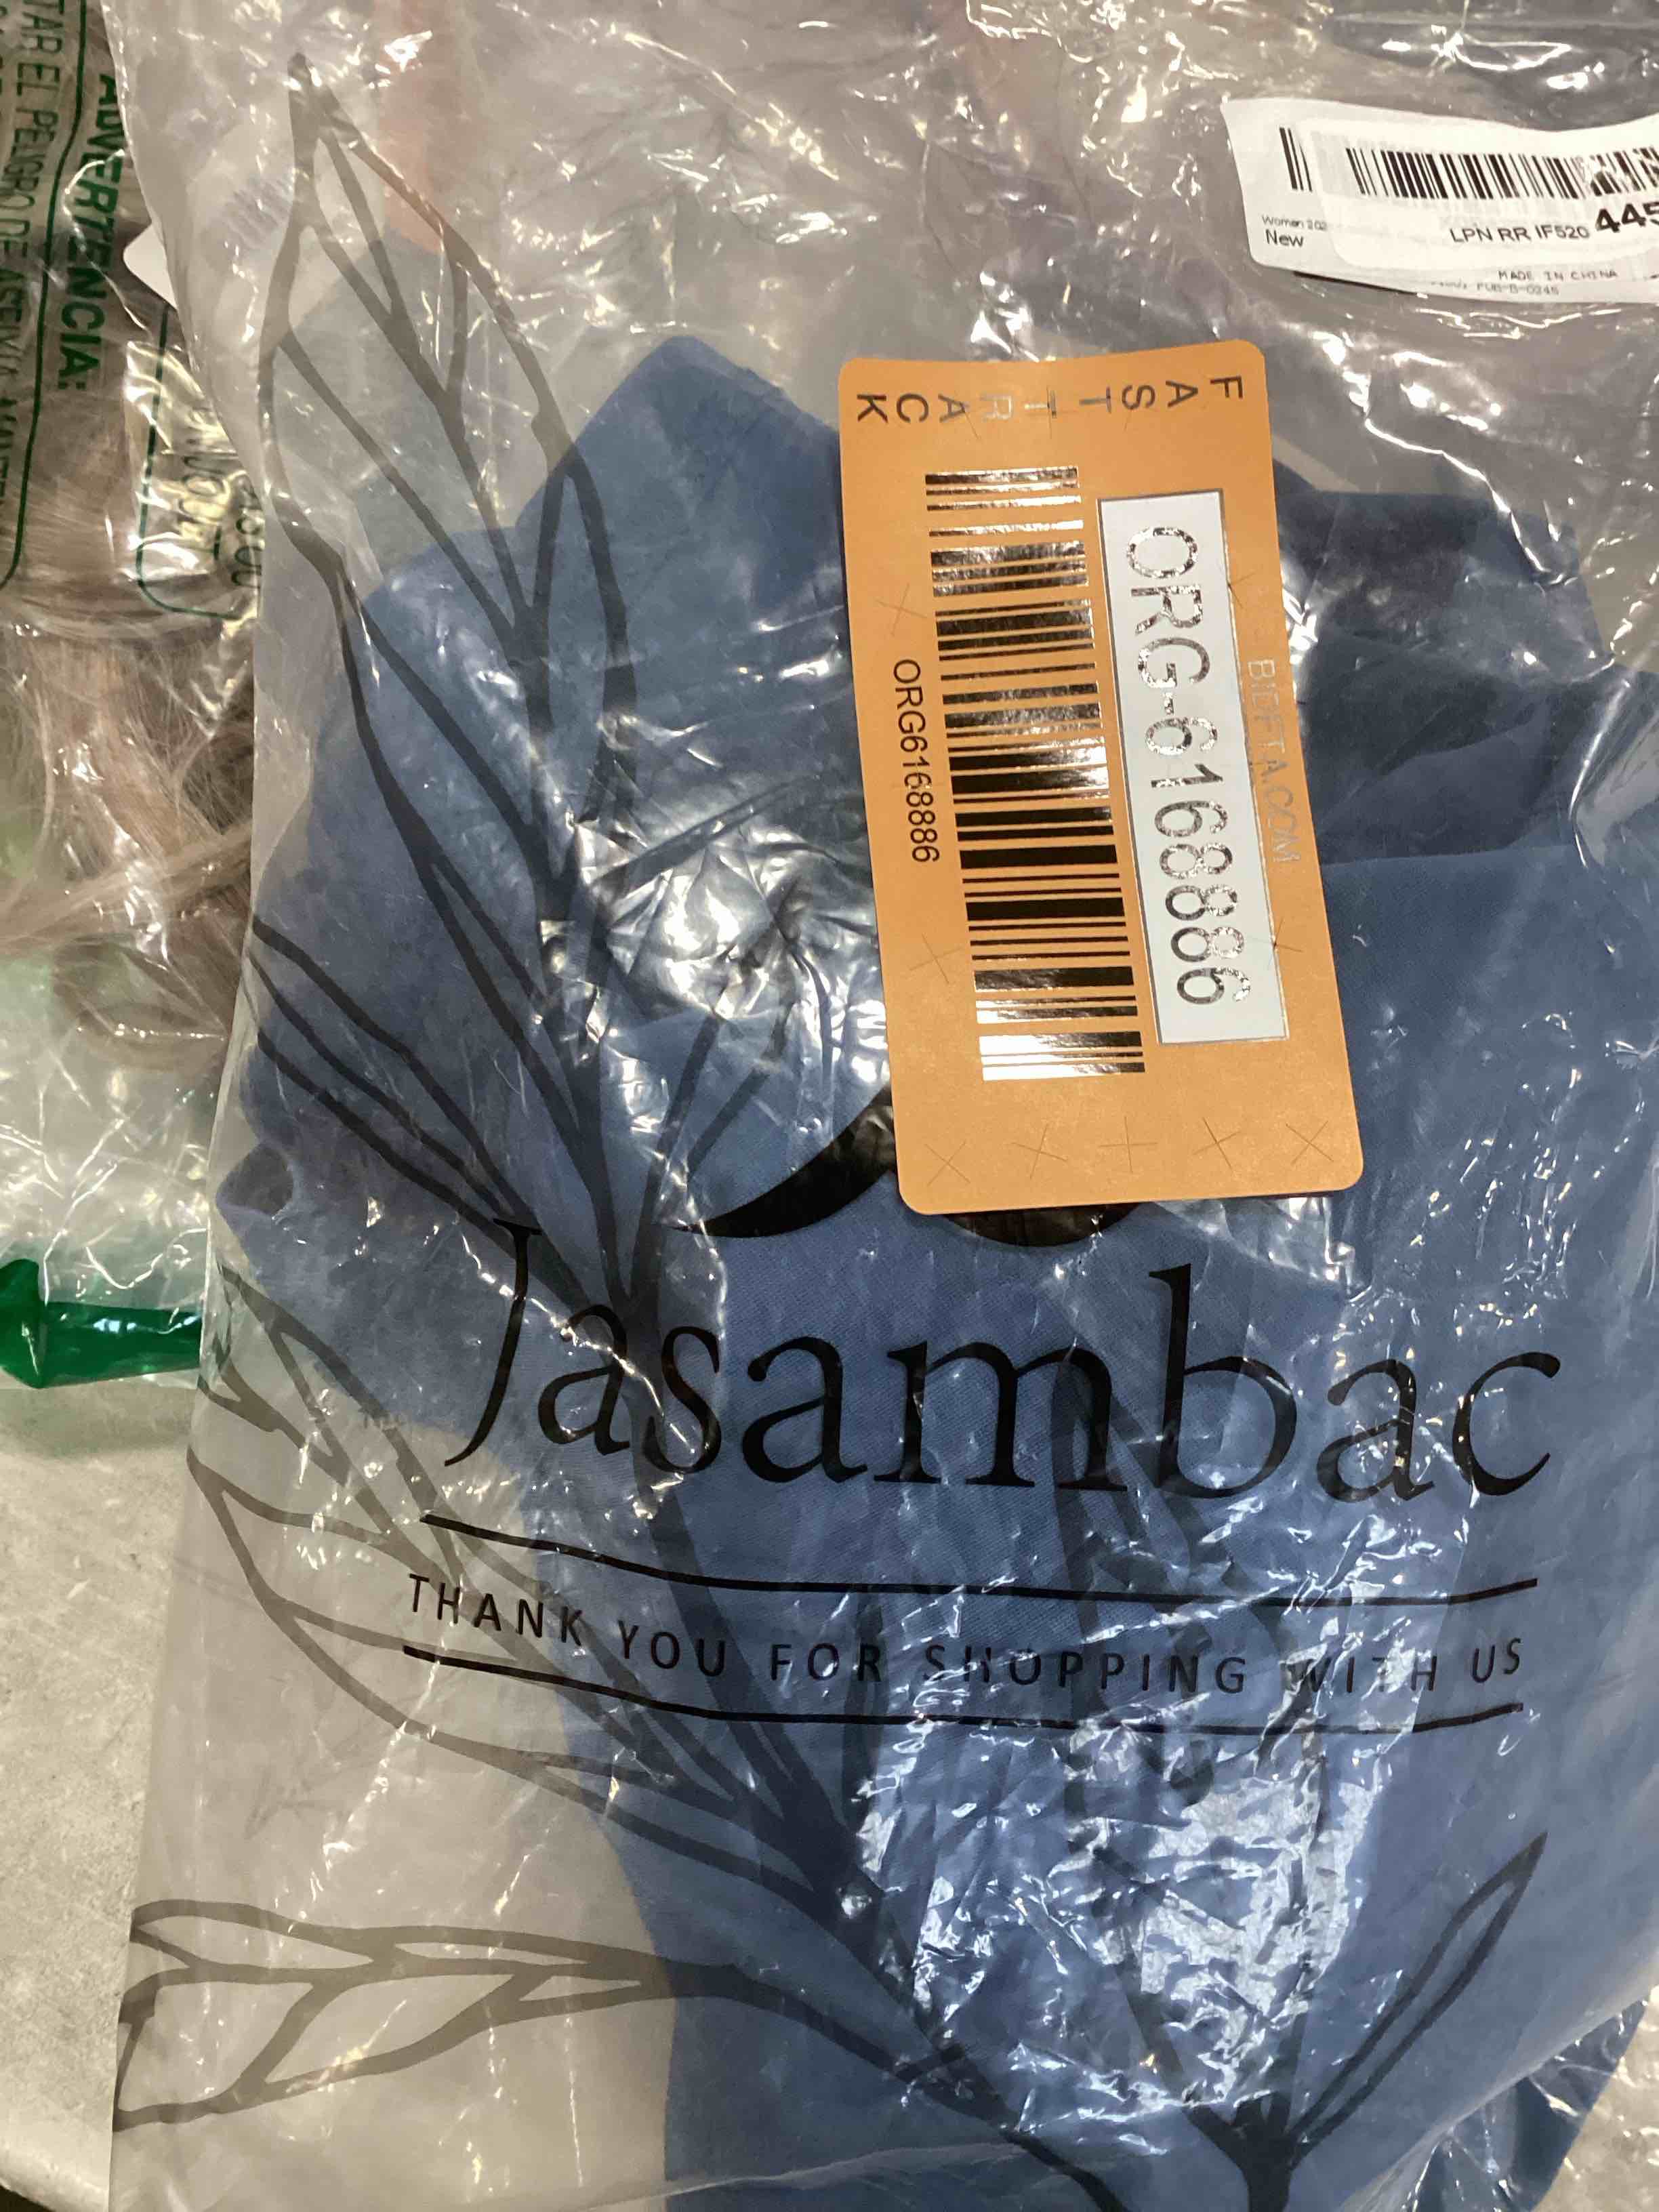 ADVERTENCIA:
Women 202
New
LPN RR IF520 445
MADE IN CHINA
FAST TRACK
ORG-6168886
ORG6168886
BIDFTA.COM
Jasambac
THANK YOU FOR SHOPPING WITH US